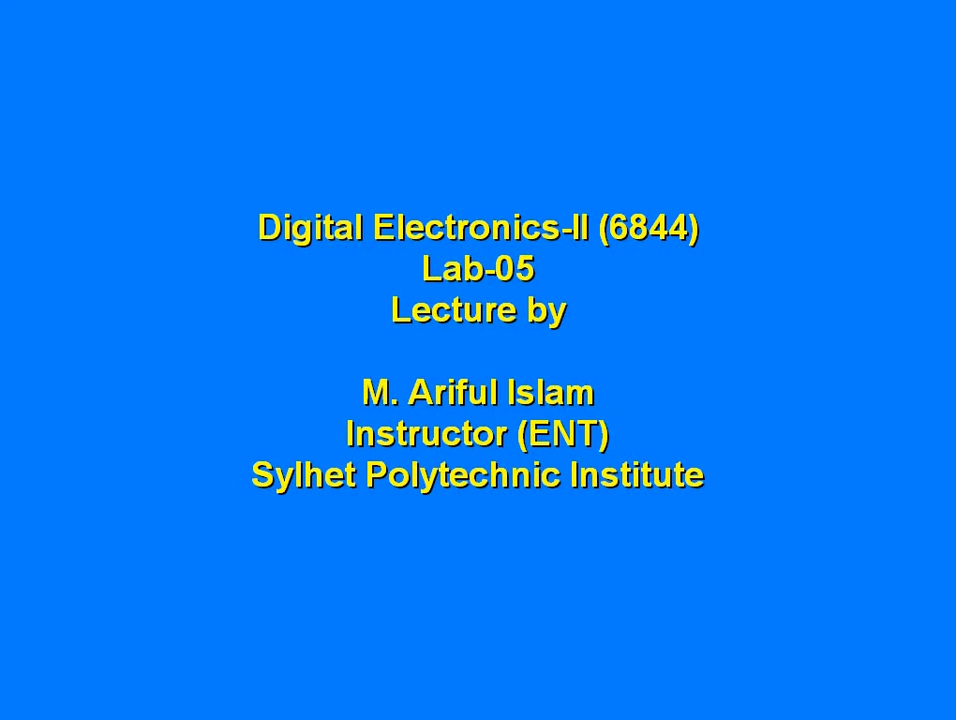 Digital Electronics-II (6844)
Lab-05
Lecture by
M. Ariful Islam
Instructor (ENT)
Sylhet Polytechnic Institute